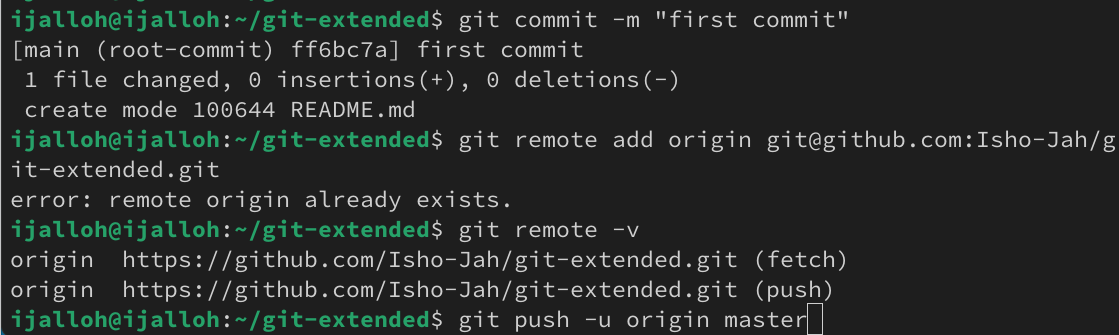 ijalloh@ijalloh:~/git-extended$ git commit -m "first commit"
[main (root-commit) ff6bc7a] first commit
 1 file changed, 0 insertions(+), 0 deletions(-)
 create mode 100644 README.md
ijalloh@ijalloh:~/git-extended$ git remote add origin git@github.com:Isho-Jah/g
it-extended.git
error: remote origin already exists.
ijalloh@ijalloh:~/git-extended$ git remote -v
origin  https://github.com/Isho-Jah/git-extended.git (fetch)
origin  https://github.com/Isho-Jah/git-extended.git (push)
ijalloh@ijalloh:~/git-extended$ git push -u origin master